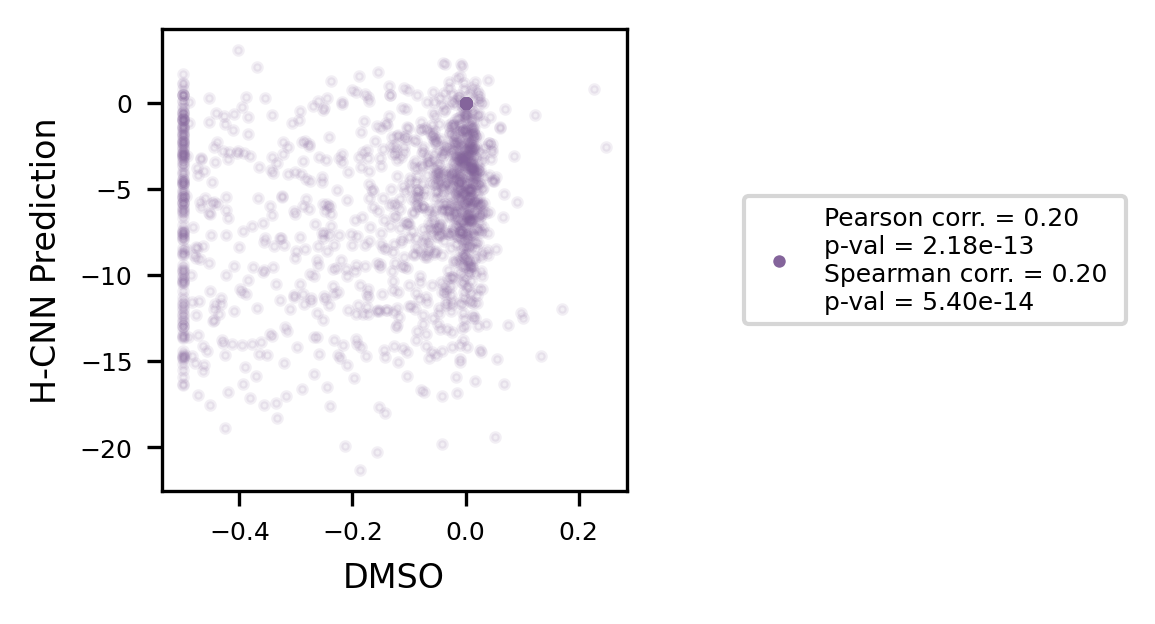 H-CNN Prediction
0
−5
−10
−15
−20
−0.4
−0.2
0.0
0.2
DMSO
Pearson corr. = 0.20
p-val = 2.18e-13
Spearman corr. = 0.20
p-val = 5.40e-14